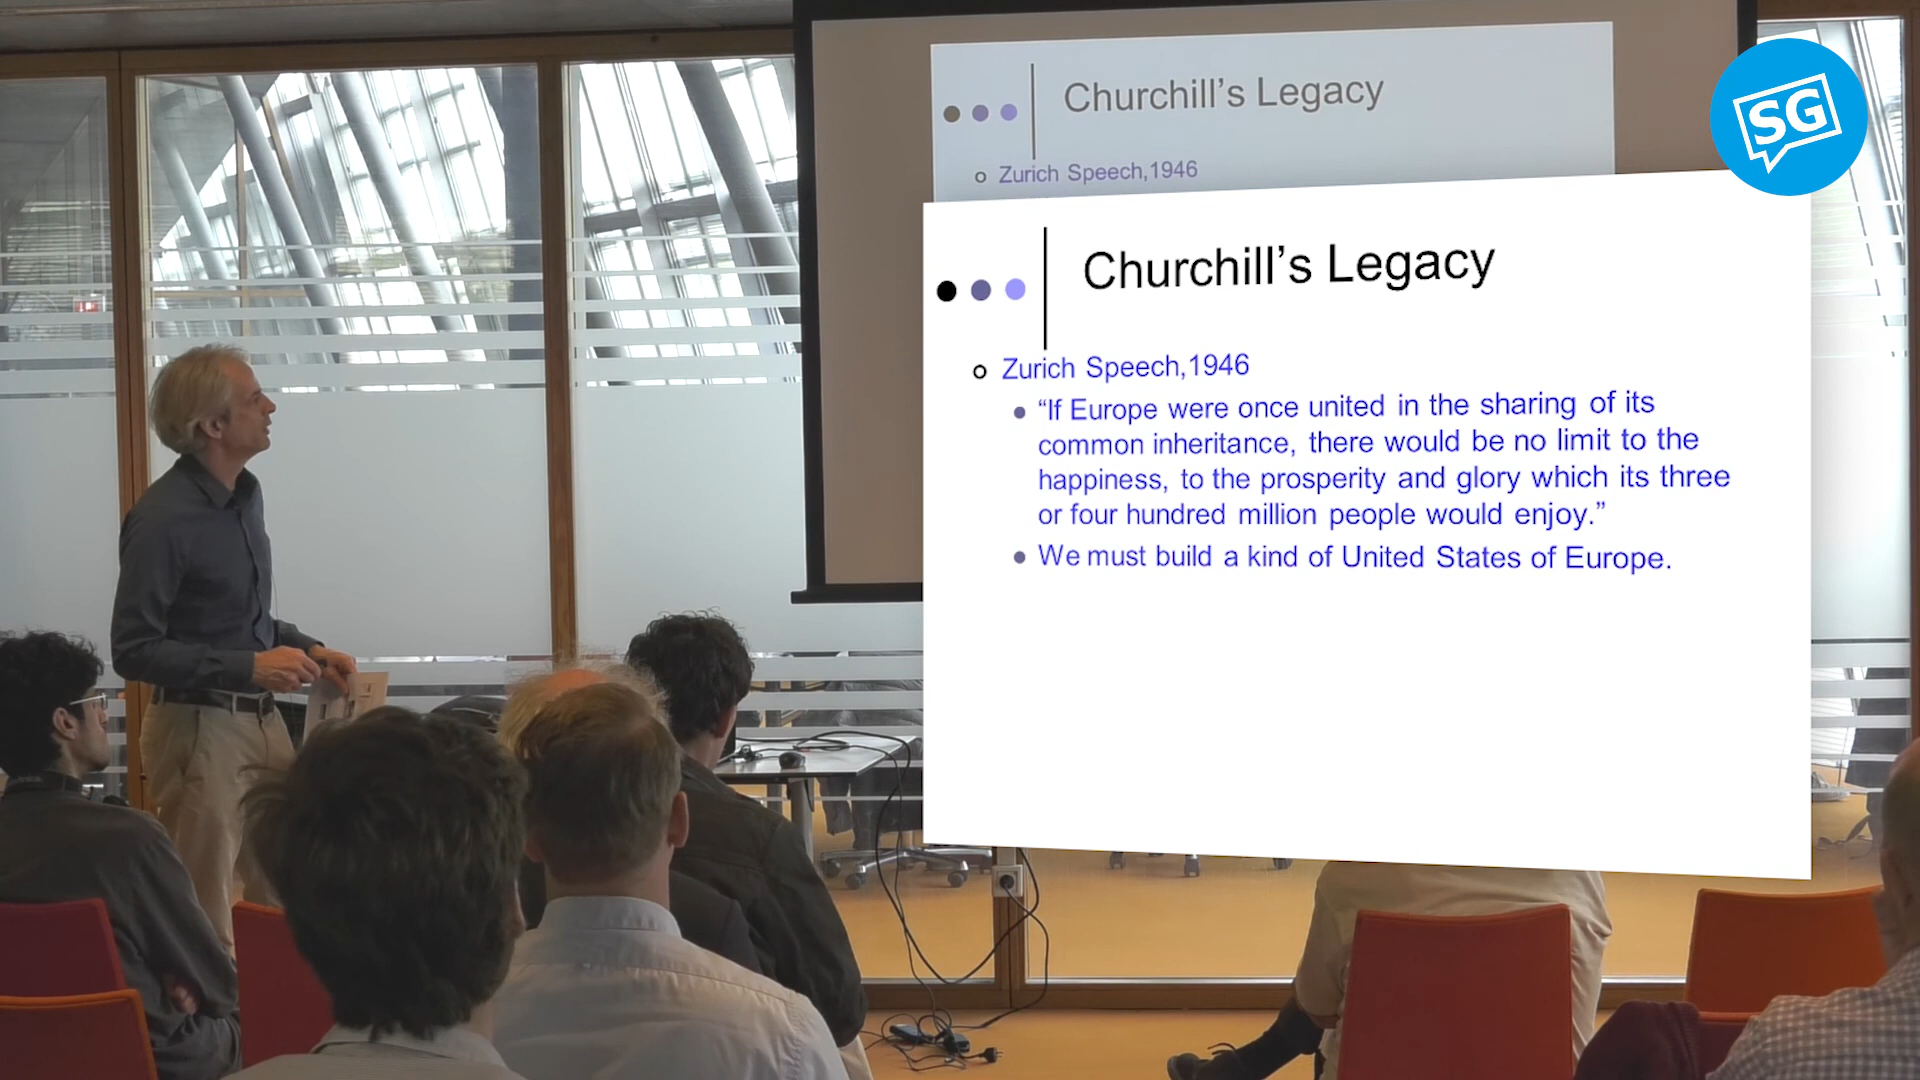 Churchill's Legacy
Zurich Speech,1946
SG
Churchill's Legacy
Zurich Speech,1946
“If Europe were once united in the sharing of its
common inheritance, there would be no limit to the
happiness, to the prosperity and glory which its three
or four hundred million people would enjoy.”
We must build a kind of United States of Europe.